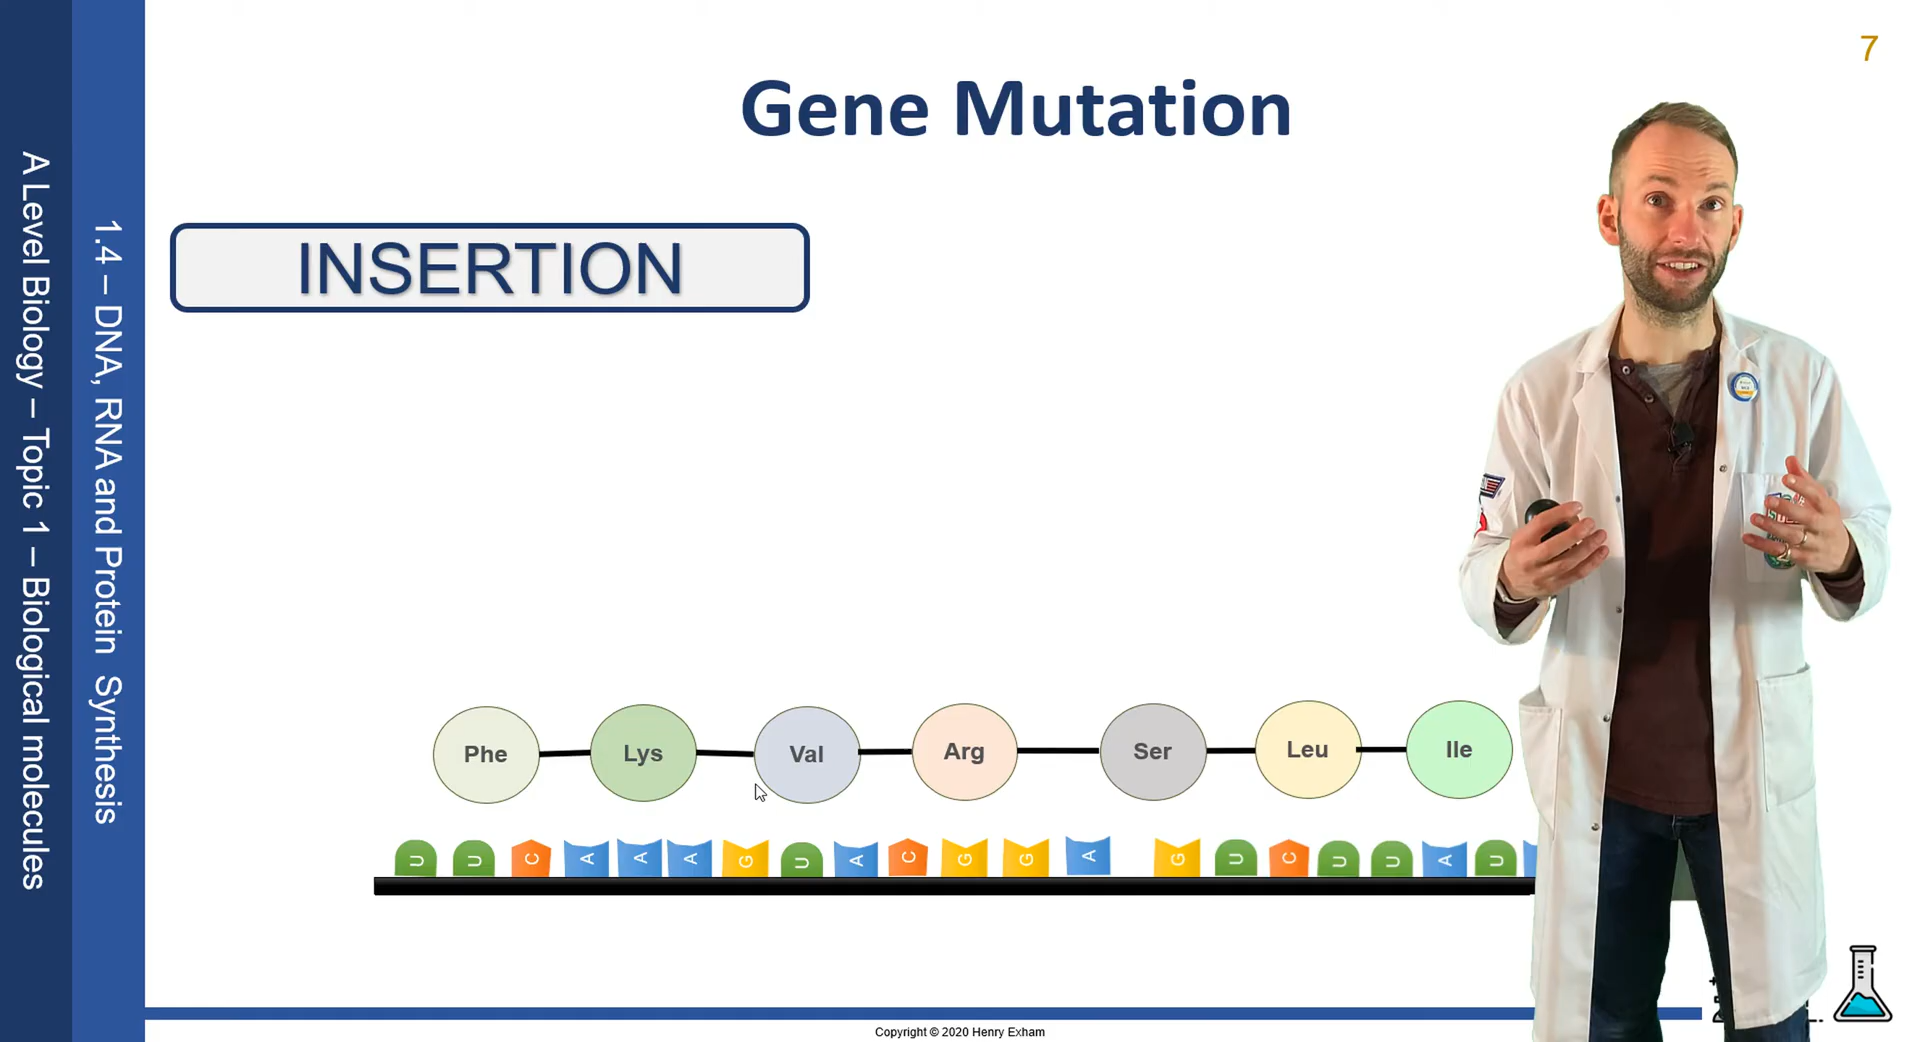 7
Gene Mutation
A Level Biology – Topic 1 – Biological molecules
1.4 – DNA, RNA and Protein Synthesis
INSERTION
Phe Lys Val Arg Ser Leu Ile
U U C A A A G U A C G G A G U C U U A U
Copyright © 2020 Henry Exham